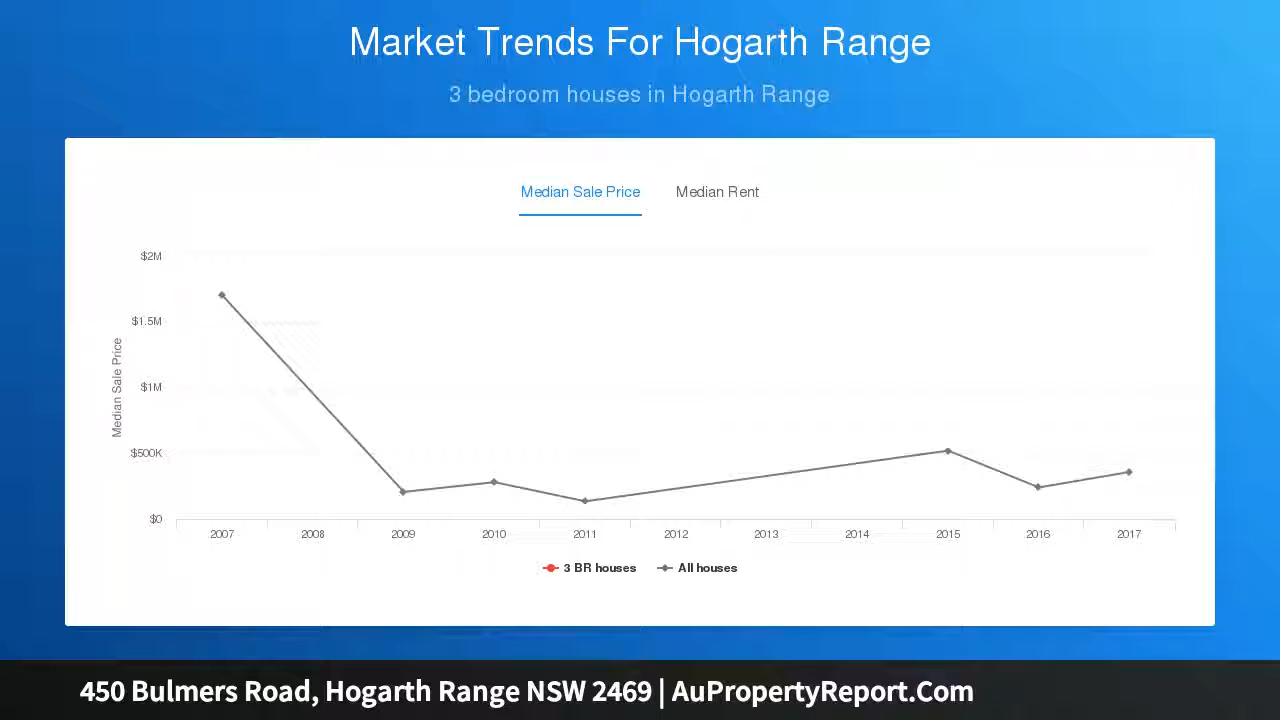 Market Trends For Hogarth Range
3 bedroom houses in Hogarth Range
Median Sale Price Median Rent
$2M
$1.5M
$1M
$500K
$0
Median Sale Price
2007 2008 2009 2010 2011 2012 2013 2014 2015 2016 2017
3 BR houses All houses
450 Bulmers Road, Hogarth Range NSW 2469 | AuPropertyReport.Com